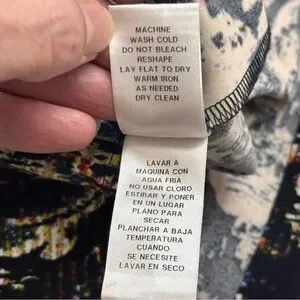 MACHINE
WASH COLD
DO NOT BLEACH
RESHAPE
LAY FLAT TO DRY
WARM IRON
AS NEEDED
DRY CLEAN
LAVAR A
MAQUINA CON
AGUA FRIA
NO USAR CLORO
ESTIRAR Y PONER
EN UN LUGAR
PLANO PARA
SECAR
PLANCHAR A BAJA
TEMPERATURA
CUANDO
SE NECESITE
LAVAR EN SECO